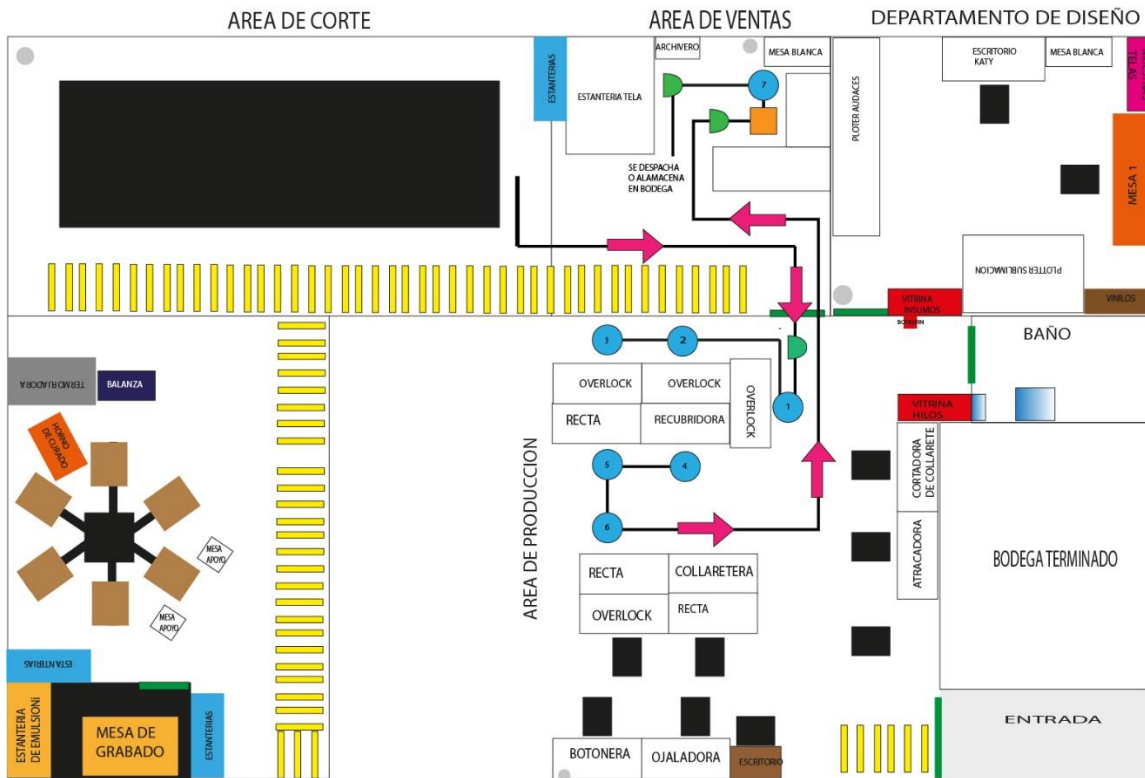 AREA DE CORTE
AREA DE VENTAS
DEPARTAMENTO DE DISEÑO
ESTANTERIAS
ESTANTERIA TELA
ARCHIVERO
MESA BLANCA
7
SE DESPACHA
O ALAMACENA
EN BODEGA
PLOTER AUDACES
ESCRITORIO
KATY
MESA BLANCA
TELAS
MESA 1
PLOTTER SUBLIMACION
VITRINA
INSUMOS
VINILOS
BAÑO
TERMOFIJADORA
BALANZA
HORNO
DE CURADO
MESA
APOYO
MESA
APOYO
ESTANTERIAS
ESTANTERIA
DE EMULSIONi
MESA DE
GRABADO
ESTANTERIAS
AREA DE PRODUCCION
3
2
OVERLOCK
OVERLOCK
OVERLOCK
1
RECTA
RECUBRIDORA
5
4
6
RECTA
COLLARETERA
OVERLOCK
RECTA
BOTONERA
OJALADORA
ESCRITORIO
VITRINA
HILOS
CORTADORA
DE COLLARETE
ATRACADORA
BODEGA TERMINADO
ENTRADA